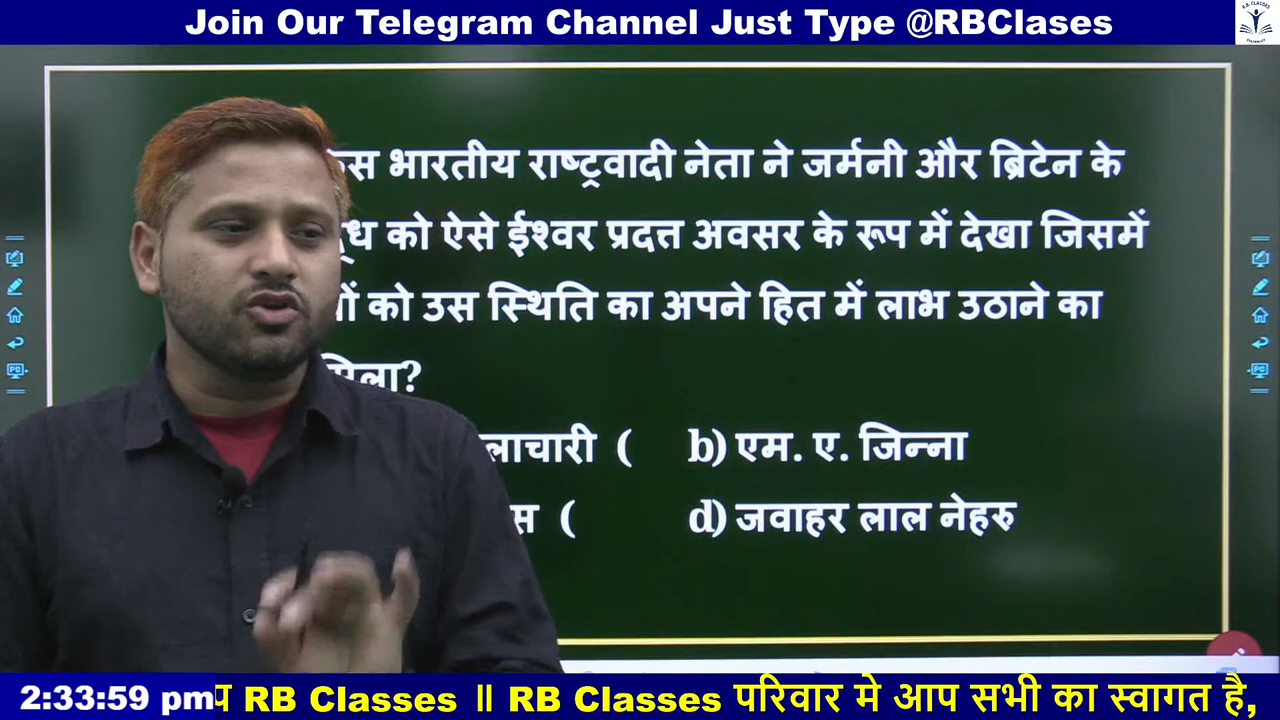 Join Our Telegram Channel Just Type @RBClases
भारतीय राष्ट्रवादी नेता ने जर्मनी और ब्रिटेन के
को ऐसे ईश्वर प्रदत्त अवसर के रूप में देखा जिसमें
को उस स्थिति का अपने हित में लाभ उठाने का
( b) एम. ए. जिन्ना
( d) जवाहर लाल नेहरु
2:33:59 pm RB Classes ॥ RB Classes परिवार मे आप सभी का स्वागत है,